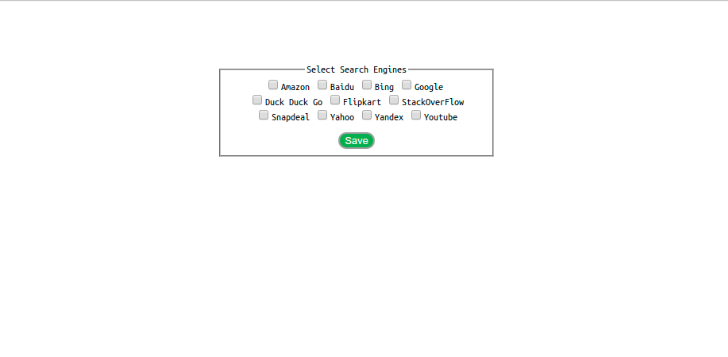 Select Search Engines
Amazon Baidu Bing Google
Duck Duck Go Flipkart StackOverFlow
Snapdeal Yahoo Yandex Youtube
Save